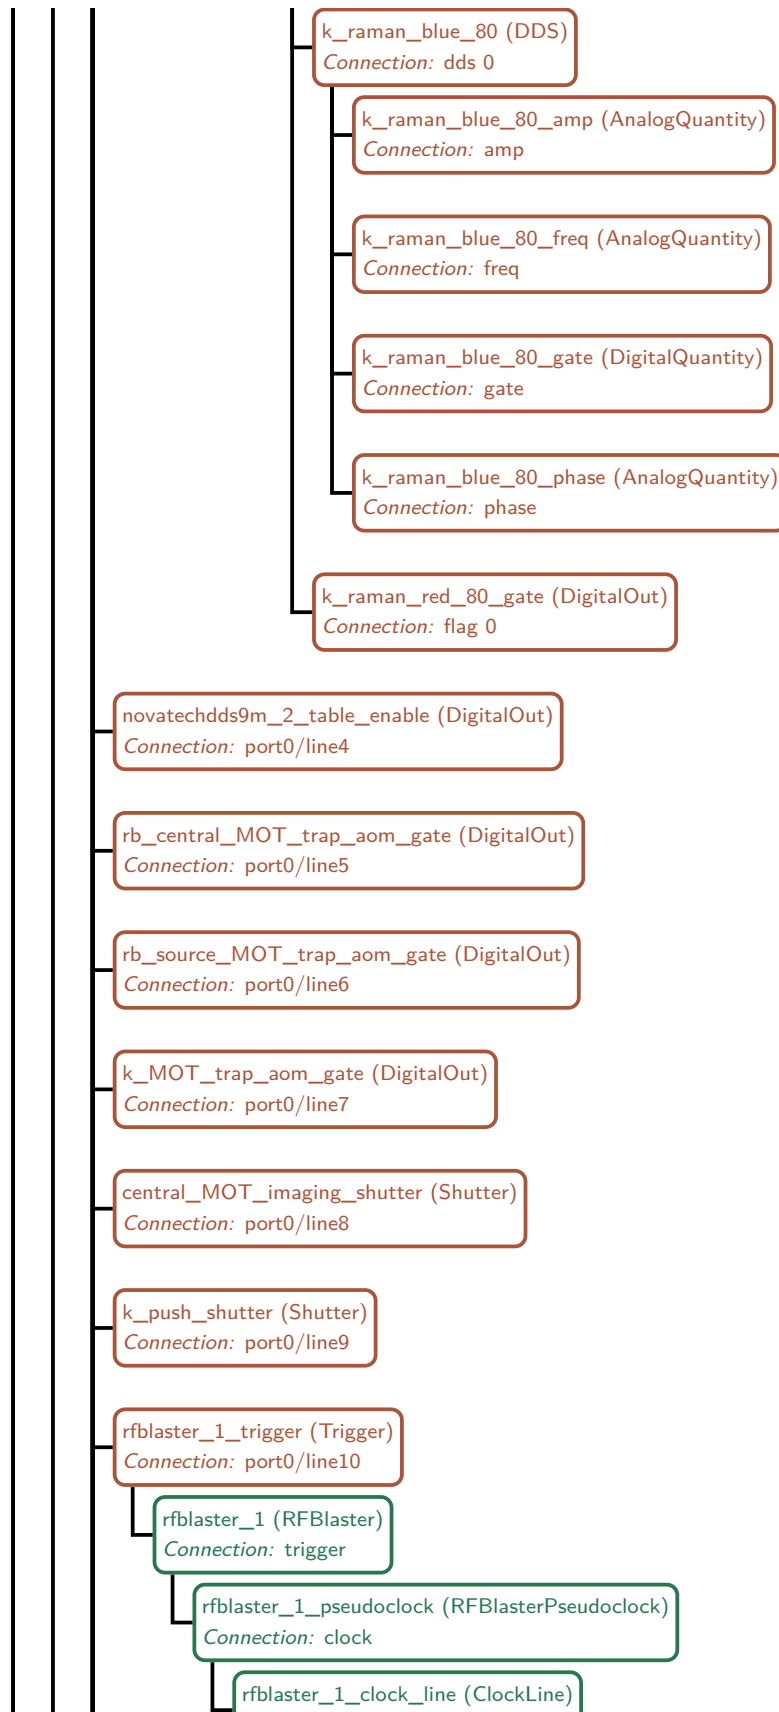 k_raman_blue_80 (DDS)
Connection: dds 0
k_raman_blue_80_amp (AnalogQuantity)
Connection: amp
k_raman_blue_80_freq (AnalogQuantity)
Connection: freq
k_raman_blue_80_gate (DigitalQuantity)
Connection: gate
k_raman_blue_80_phase (AnalogQuantity)
Connection: phase
k_raman_red_80_gate (DigitalOut)
Connection: flag 0
novatechdds9m_2_table_enable (DigitalOut)
Connection: port0/line4
rb_central_MOT_trap_aom_gate (DigitalOut)
Connection: port0/line5
rb_source_MOT_trap_aom_gate (DigitalOut)
Connection: port0/line6
k_MOT_trap_aom_gate (DigitalOut)
Connection: port0/line7
central_MOT_imaging_shutter (Shutter)
Connection: port0/line8
k_push_shutter (Shutter)
Connection: port0/line9
rfblaster_1_trigger (Trigger)
Connection: port0/line10
rfblaster_1 (RFBlaster)
Connection: trigger
rfblaster_1_pseudoclock (RFBlasterPseudoclock)
Connection: clock
rfblaster_1_clock_line (ClockLine)